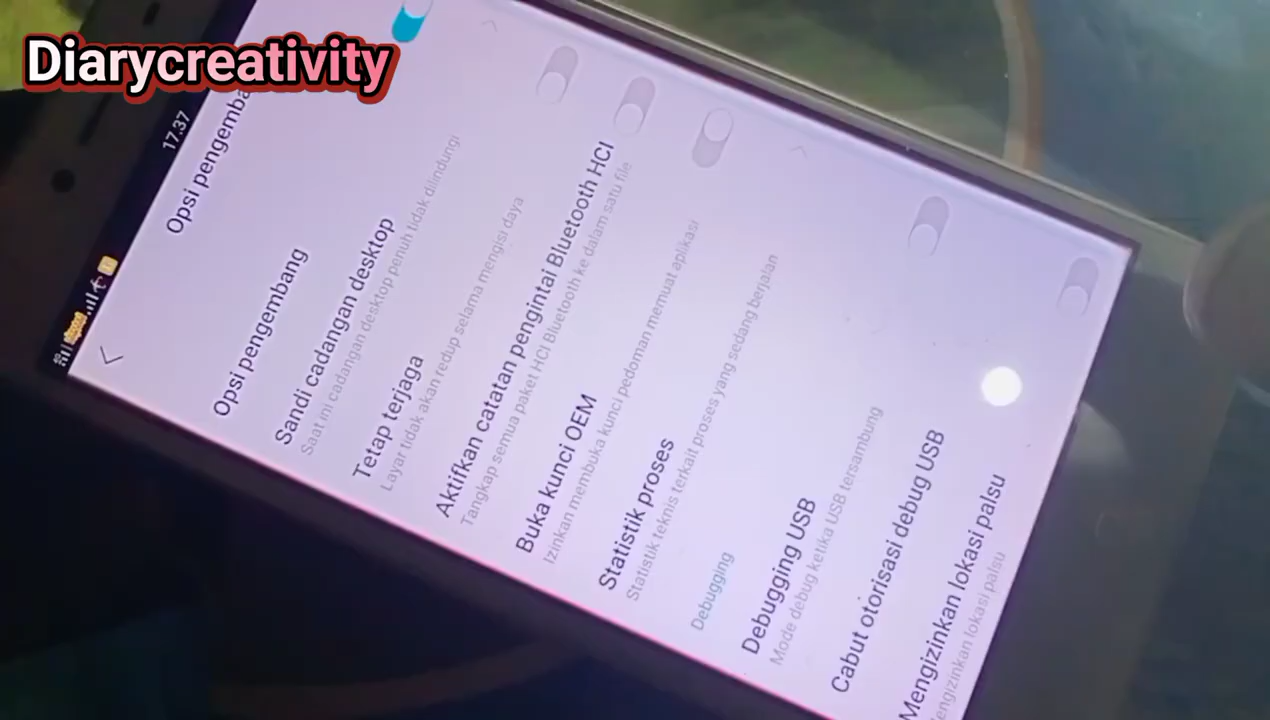 Diarycreativity
17.37
Opsi pengemba
Opsi pengembang
Sandi cadangan desktop
Saat ini cadangan desktop penuh tidak dilindungi
Tetap terjaga
Layar tidak akan redup selama mengisi daya
Aktifkan catatan pengintai Bluetooth HCI
Tangkap semua paket HCI Bluetooth ke dalam satu file
Buka kunci OEM
Izinkan membuka kunci pedoman memuat aplikasi
Statistik proses
Statistik teknis terkait proses yang sedang berjalan
Debugging
Debugging USB
Mode debug ketika USB tersambung
Cabut otorisasi debug USB
Mengizinkan lokasi palsu
engizinkan lokasi palsu